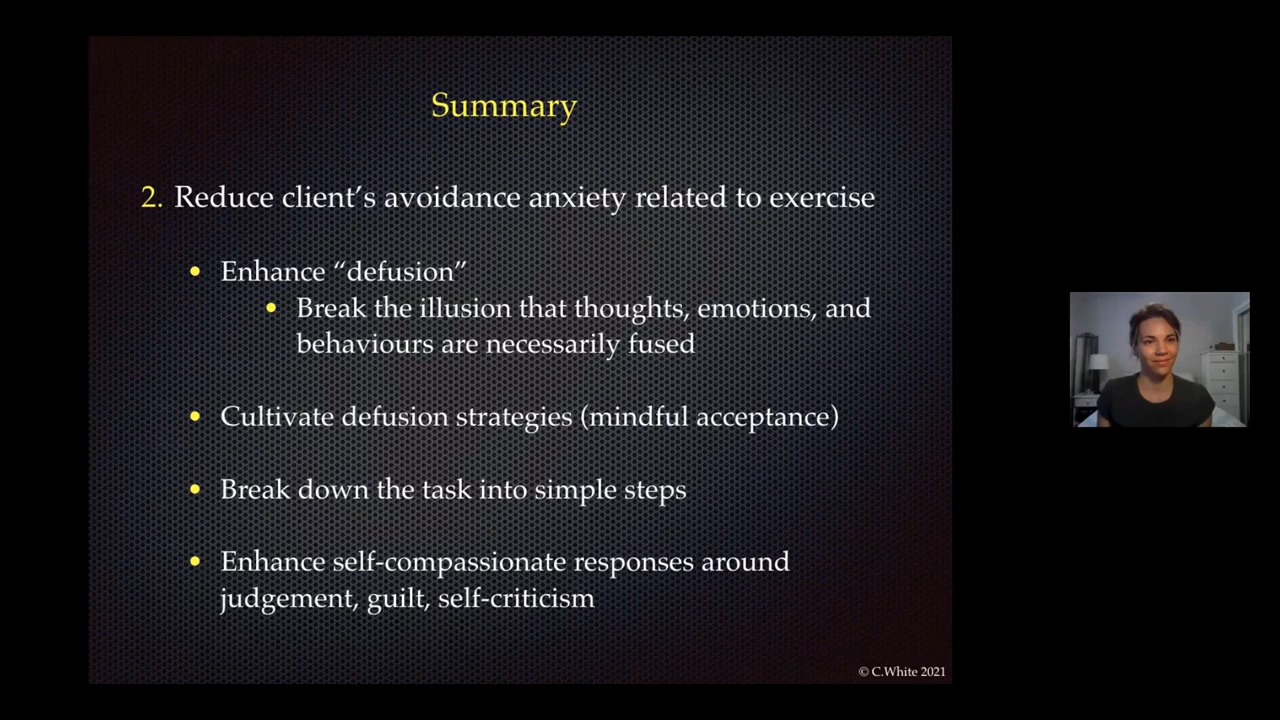 Summary
2. Reduce client’s avoidance anxiety related to exercise
• Enhance “defusion”
• Break the illusion that thoughts, emotions, and
behaviours are necessarily fused
• Cultivate defusion strategies (mindful acceptance)
• Break down the task into simple steps
• Enhance self-compassionate responses around
judgement, guilt, self-criticism
© C.White 2021